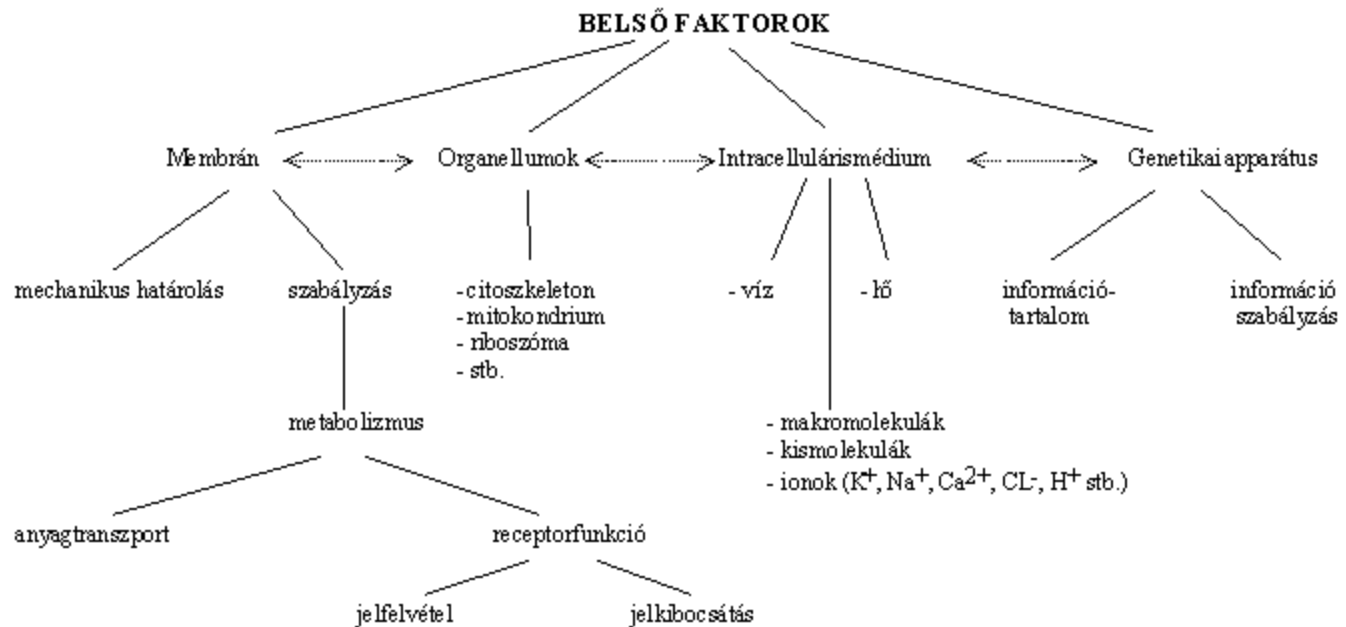 BELSŐ FAKTOROK
Membrán
Organellumok
Intracellulárismédium
Genetikai apparátus
mechanikus határolás
szabályzás
- citoszkeleton
- mitokondrium
- riboszóma
- stb.
- víz
- hő
információ-
tartalom
információ
szabályzás
metabolizmus
- makromolekulák
- kismolekulák
- ionok (K⁺, Na⁺, Ca²⁺, CL⁻, H⁺ stb.)
anyagtranszport
receptorfunkció
jelfelvétel
jelkibocsátás